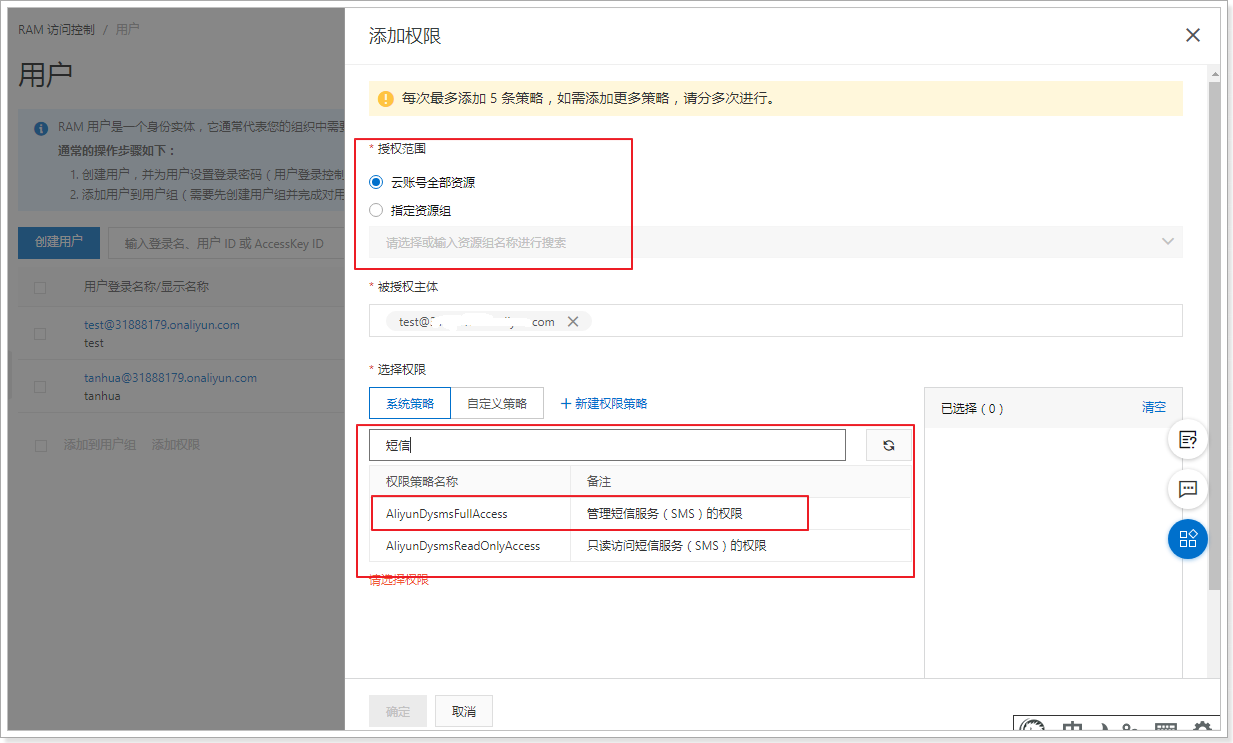 RAM 访问控制 / 用户
用户
RAM 用户是一个身份实体，它通常代表您的组织中需要
通常的操作步骤如下：
1. 创建用户，并为用户设置登录密码（用户登录控制
2. 添加用户到用户组（需要先创建用户组并完成对用
创建用户
输入登录名、用户 ID 或 AccessKey ID
用户登录名称/显示名称
test@31888179.onaliyun.com
test
tanhua@31888179.onaliyun.com
tanhua
添加到用户组 添加权限
添加权限
每次最多添加 5 条策略，如需添加更多策略，请分多次进行。
* 授权范围
云账号全部资源
指定资源组
请选择或输入资源组名称进行搜索
* 被授权主体
test@ com
* 选择权限
系统策略 自定义策略 + 新建权限策略
短信
权限策略名称 备注
AliyunDysmsFullAccess 管理短信服务（SMS）的权限
AliyunDysmsReadOnlyAccess 只读访问短信服务（SMS）的权限
请选择权限
已选择（0） 清空
确定 取消